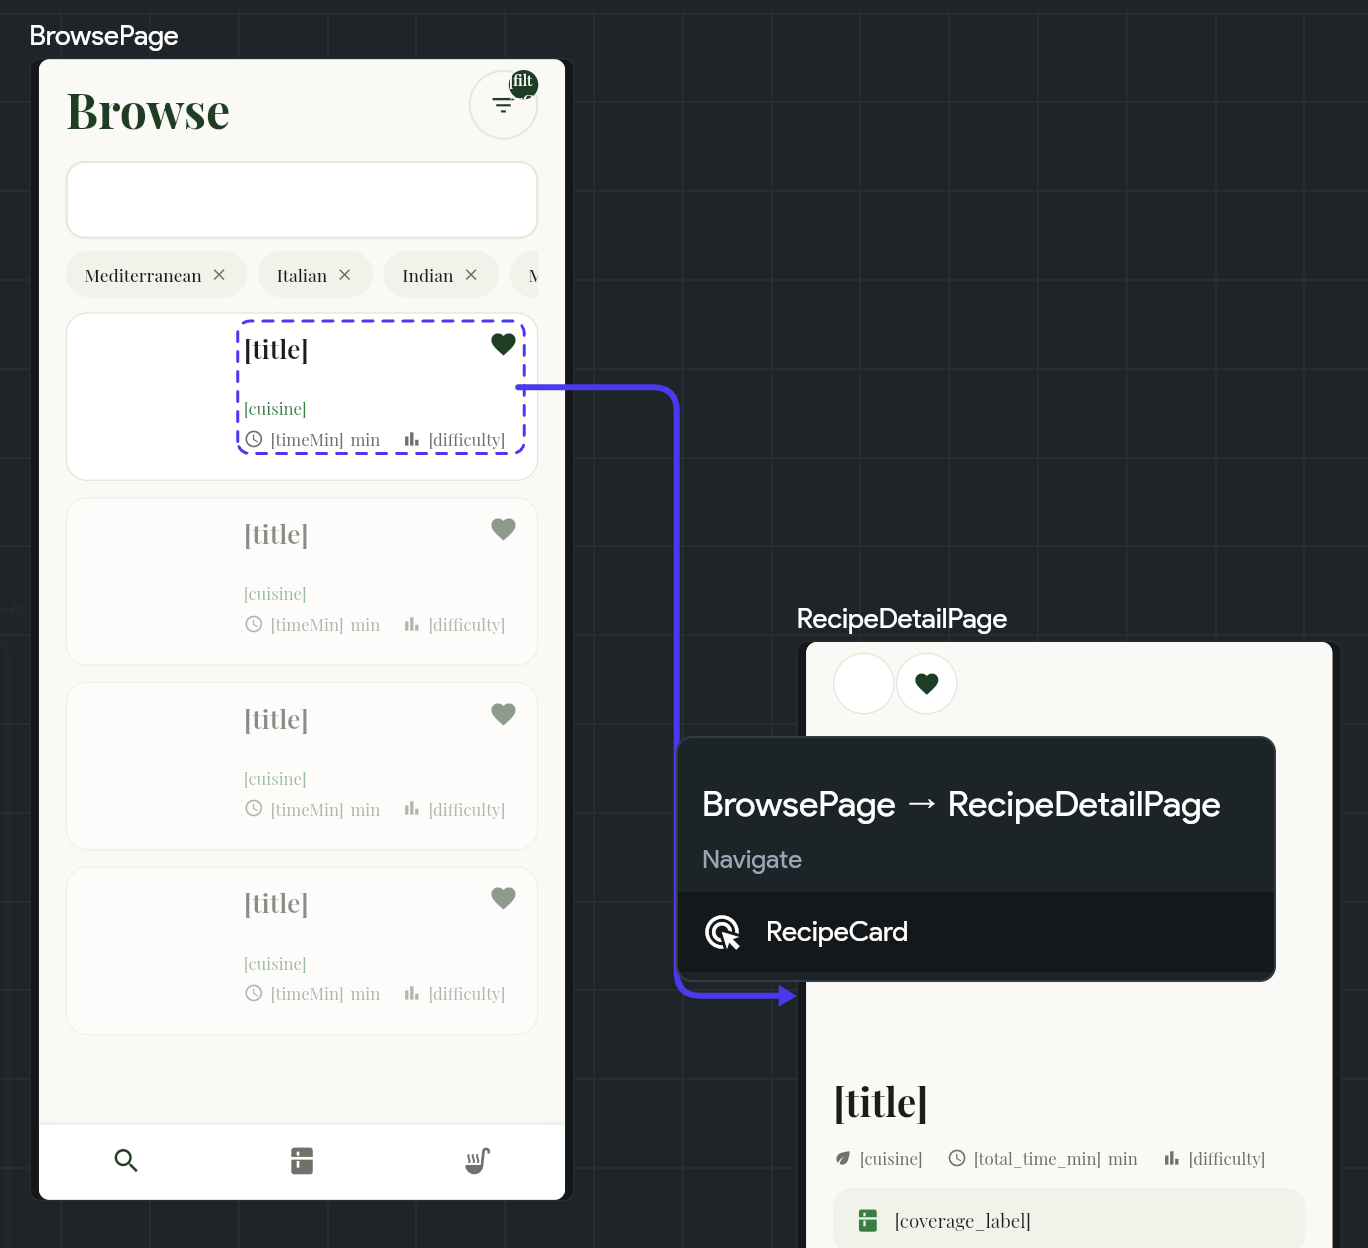 BrowsePage
Browse
[filt
Mediterranean
Italian
Indian
[title]
[cuisine]
[timeMin] min
[difficulty]
[title]
[cuisine]
[timeMin] min
[difficulty]
[title]
[cuisine]
[timeMin] min
[difficulty]
[title]
[cuisine]
[timeMin] min
[difficulty]
RecipeDetailPage
BrowsePage → RecipeDetailPage
Navigate
RecipeCard
[title]
[cuisine]
[total_time_min] min
[difficulty]
[coverage_label]